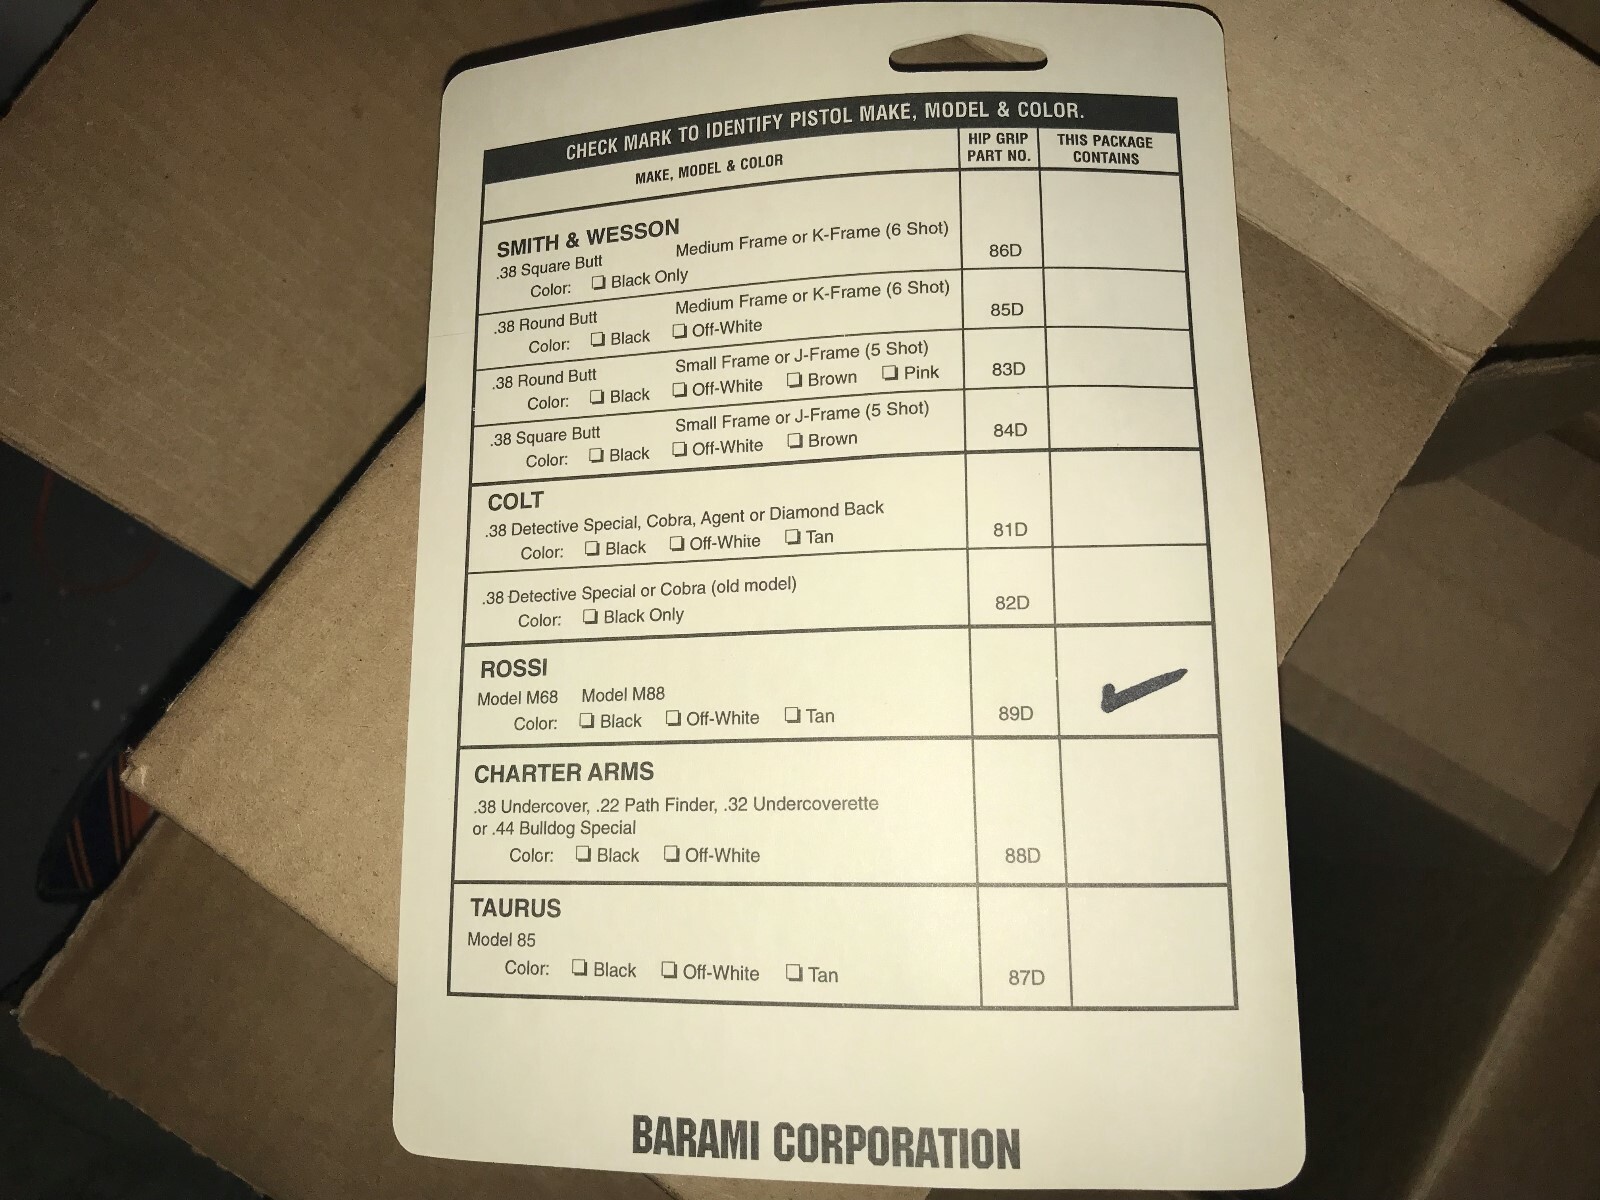 CHECK MARK TO IDENTIFY PISTOL MAKE, MODEL & COLOR.
MAKE, MODEL & COLOR
HIP GRIP PART NO.
THIS PACKAGE CONTAINS
SMITH & WESSON
.38 Square Butt Medium Frame or K-Frame (6 Shot)
Color: ❏ Black Only
86D
.38 Round Butt Medium Frame or K-Frame (6 Shot)
Color: ❏ Black ❏ Off-White
85D
.38 Round Butt Small Frame or J-Frame (5 Shot)
Color: ❏ Black ❏ Off-White ❏ Brown ❏ Pink
83D
.38 Square Butt Small Frame or J-Frame (5 Shot)
Color: ❏ Black ❏ Off-White ❏ Brown
84D
COLT
.38 Detective Special, Cobra, Agent or Diamond Back
Color: ❏ Black ❏ Off-White ❏ Tan
81D
.38 Detective Special or Cobra (old model)
Color: ❏ Black Only
82D
ROSSI
Model M68 Model M88
Color: ❏ Black ❏ Off-White ❏ Tan
89D ✓
CHARTER ARMS
.38 Undercover, .22 Path Finder, .32 Undercoverette
or .44 Bulldog Special
Color: ❏ Black ❏ Off-White
88D
TAURUS
Model 85
Color: ❏ Black ❏ Off-White ❏ Tan
87D
BARAMI CORPORATION